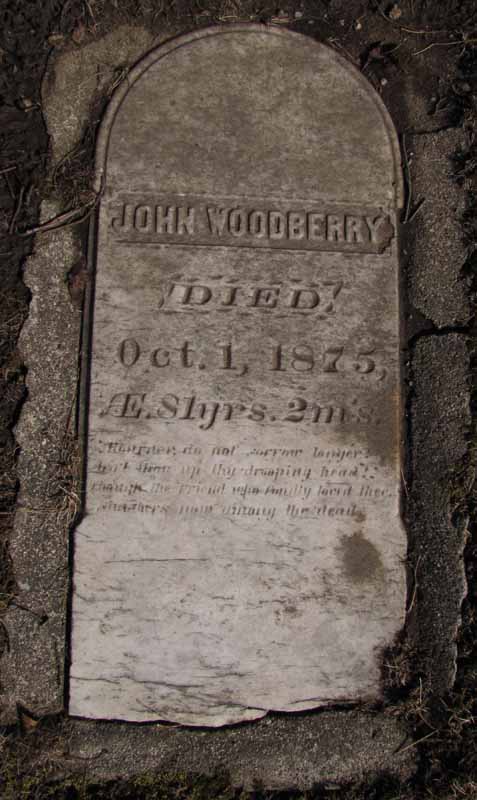 JOHN WOODBERRY
DIED
Oct. 1, 1875,
Æ. 81yrs. 2m's.
Mourner, do not sorrow longer
lift thou up thy drooping head
though the friend who fondly loved thee
Slumbers now among the dead.